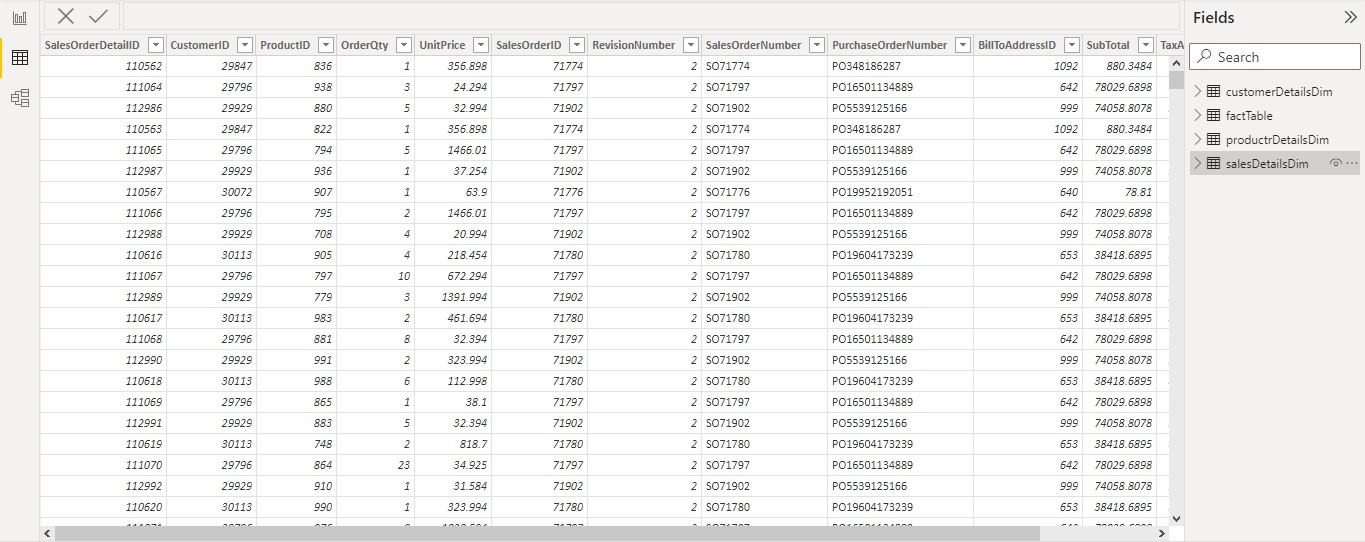 Fields
SalesOrderDetailID CustomerID ProductID OrderQty UnitPrice SalesOrderID RevisionNumber SalesOrderNumber PurchaseOrderNumber BillToAddressID SubTotal TaxA
Search
110562 29847 836 1 356.898 71774 2 SO71774 PO348186287 1092 880.3484
111064 29796 938 3 24.294 71797 2 SO71797 PO16501134889 642 78029.6898
customerDetailsDim
112986 29929 880 5 32.994 71902 2 SO71902 PO5539125166 999 74058.8078
factTable
110563 29847 822 1 356.898 71774 2 SO71774 PO348186287 1092 880.3484
productrDetailsDim
111065 29796 794 5 1466.01 71797 2 SO71797 PO16501134889 642 78029.6898
salesDetailsDim
112987 29929 936 1 37.254 71902 2 SO71902 PO5539125166 999 74058.8078
110567 30072 907 1 63.9 71776 2 SO71776 PO19952192051 640 78.81
111066 29796 795 2 1466.01 71797 2 SO71797 PO16501134889 642 78029.6898
112988 29929 708 4 20.994 71902 2 SO71902 PO5539125166 999 74058.8078
110616 30113 905 4 218.454 71780 2 SO71780 PO19604173239 653 38418.6895
111067 29796 797 10 672.294 71797 2 SO71797 PO16501134889 642 78029.6898
112989 29929 779 3 1391.994 71902 2 SO71902 PO5539125166 999 74058.8078
110617 30113 983 2 461.694 71780 2 SO71780 PO19604173239 653 38418.6895
111068 29796 881 8 32.394 71797 2 SO71797 PO16501134889 642 78029.6898
112990 29929 991 2 323.994 71902 2 SO71902 PO5539125166 999 74058.8078
110618 30113 988 6 112.998 71780 2 SO71780 PO19604173239 653 38418.6895
111069 29796 865 1 38.1 71797 2 SO71797 PO16501134889 642 78029.6898
112991 29929 883 5 32.394 71902 2 SO71902 PO5539125166 999 74058.8078
110619 30113 748 2 818.7 71780 2 SO71780 PO19604173239 653 38418.6895
111070 29796 864 23 34.925 71797 2 SO71797 PO16501134889 642 78029.6898
112992 29929 910 1 31.584 71902 2 SO71902 PO5539125166 999 74058.8078
110620 30113 990 1 323.994 71780 2 SO71780 PO19604173239 653 38418.6895